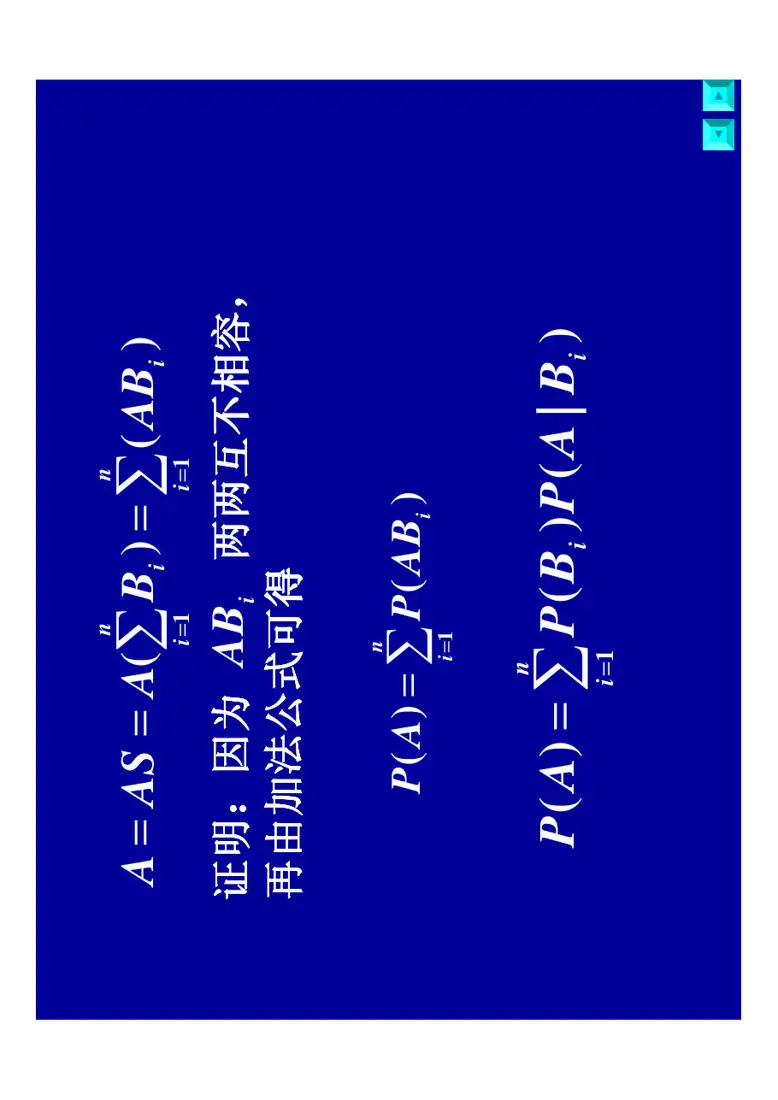 A = AS = A(∑_{i=1}^{n} B_i) = ∑_{i=1}^{n} (AB_i)
证明：因为 AB_i 两两互不相容，
再由加法公式可得
P(A) = ∑_{i=1}^{n} P(AB_i)
P(A) = ∑_{i=1}^{n} P(B_i)P(A | B_i)